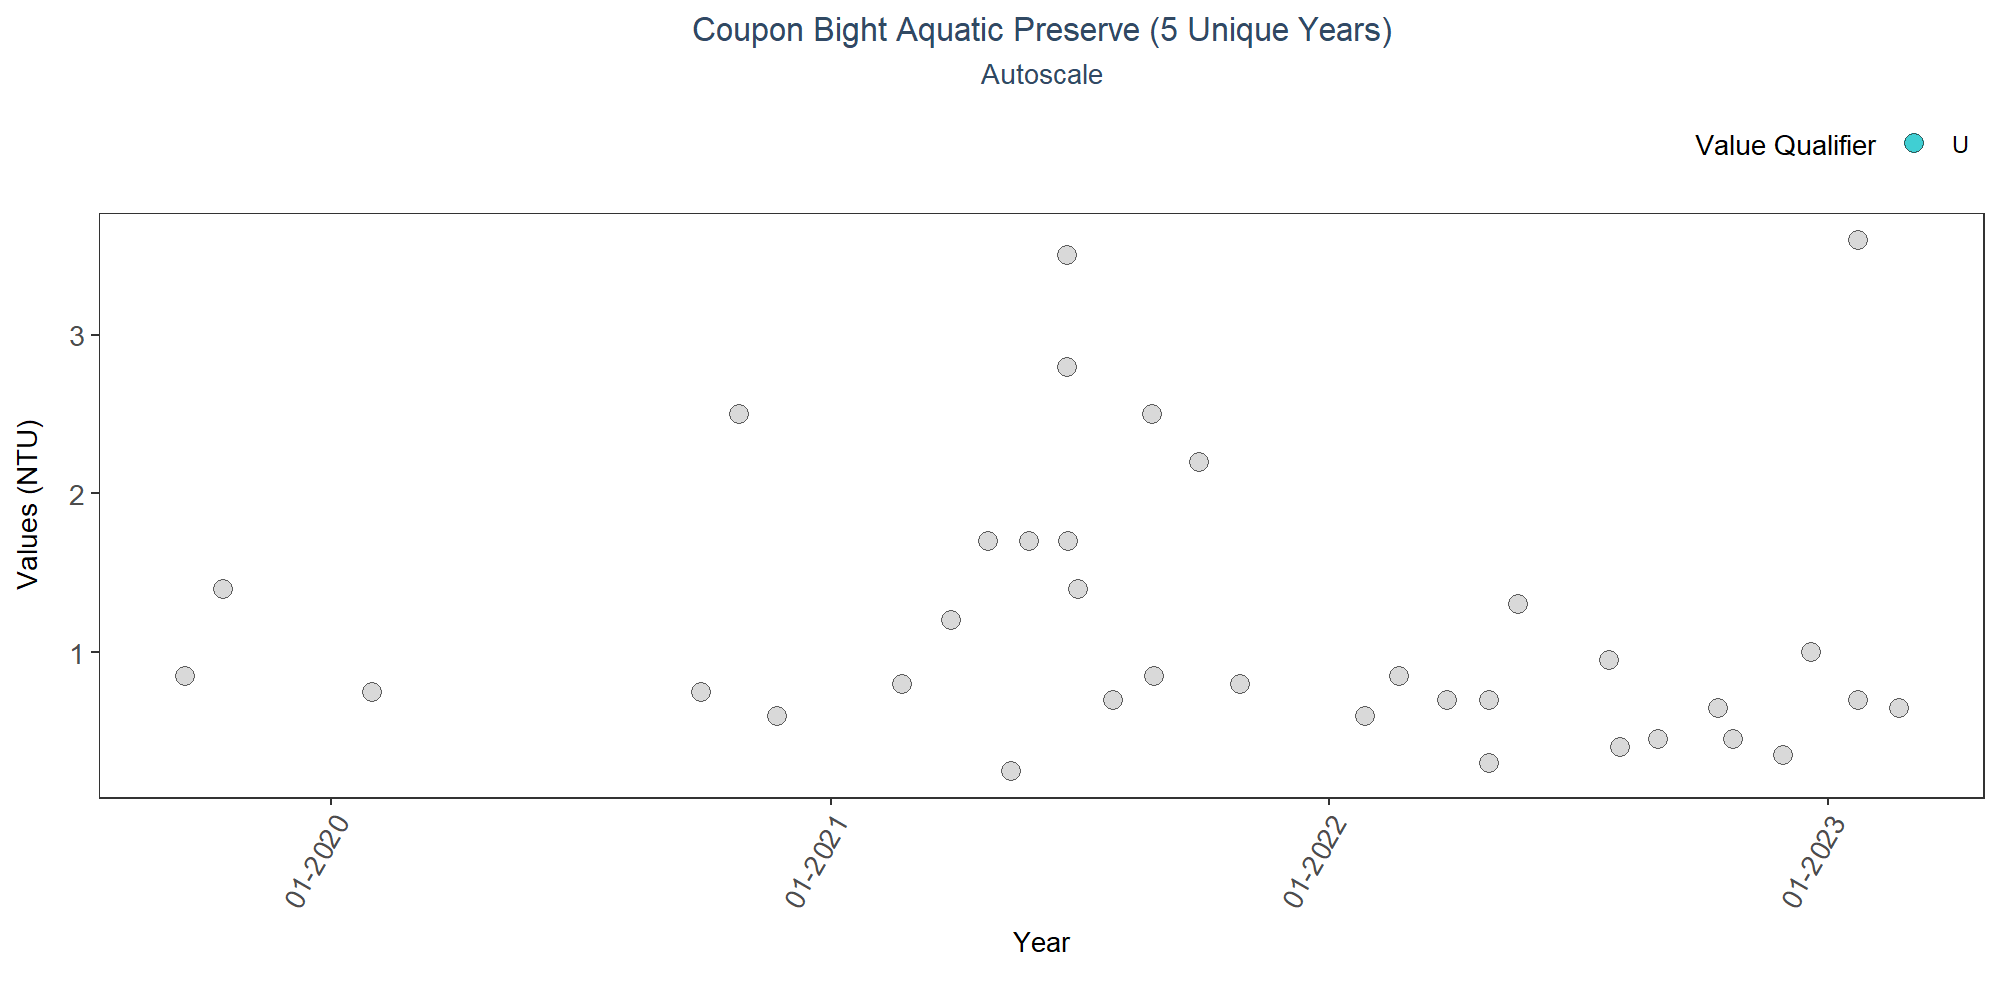 Coupon Bight Aquatic Preserve (5 Unique Years)
Autoscale
Value Qualifier U
3
2
1
Values (NTU)
01-2020 01-2021 01-2022 01-2023
Year